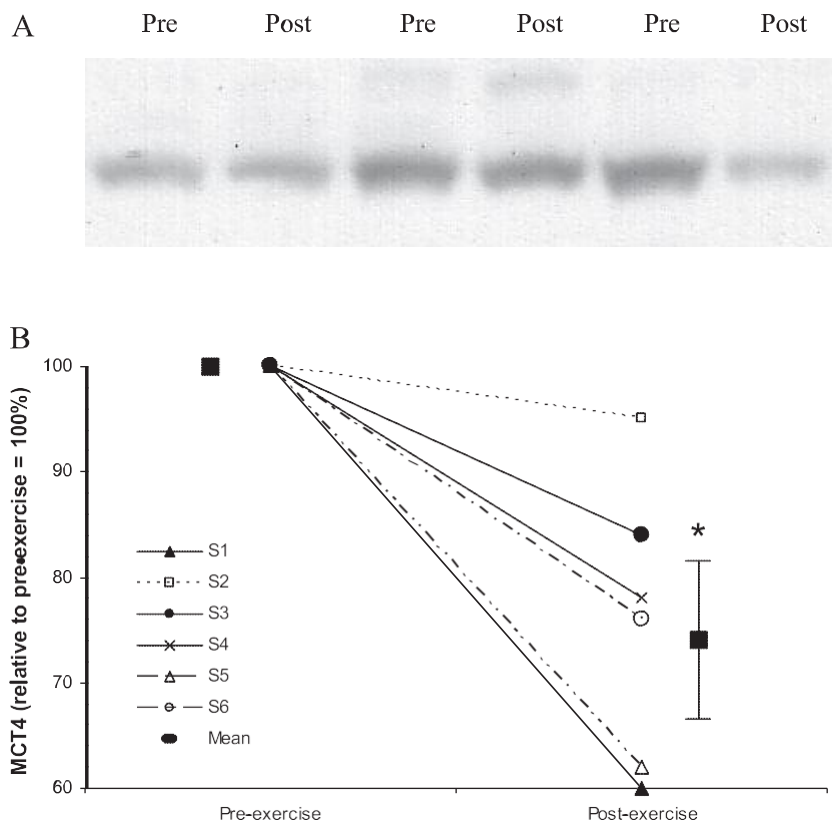 A
Pre Post Pre Post Pre Post
B
MCT4 (relative to pre•exercise = 100%)
100
90
80
70
60
*
S1
S2
S3
S4
S5
S6
Mean
Pre-exercise Post-exercise